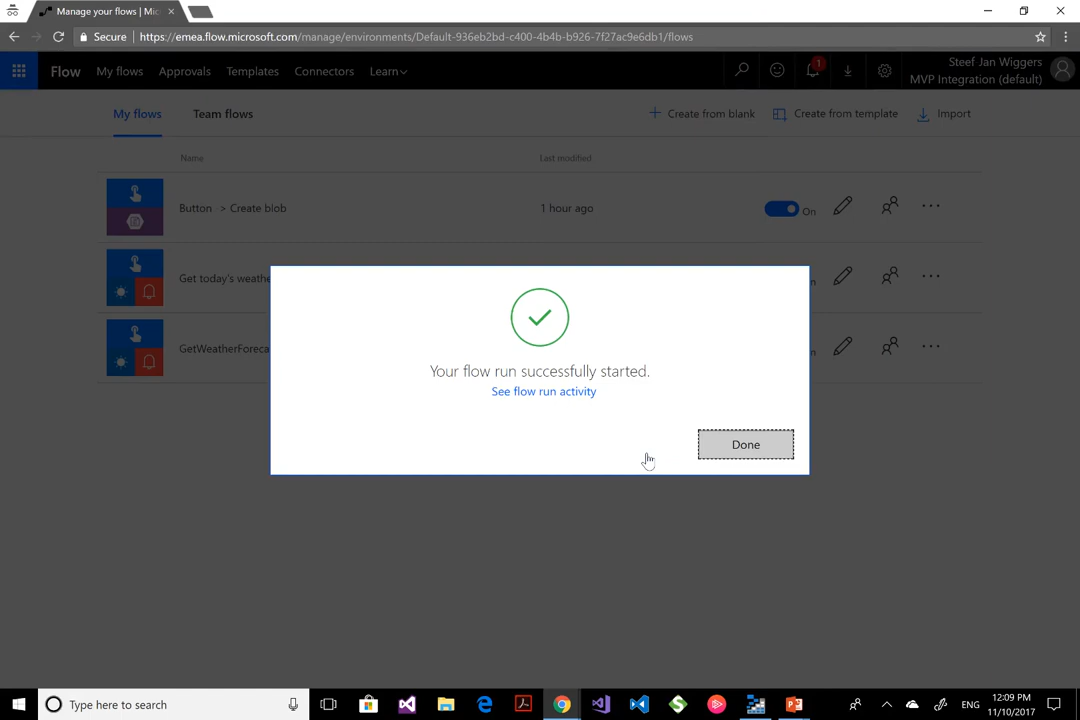 Manage your flows | Mic
Secure
https://emea.flow.microsoft.com/manage/environments/Default-936eb2bd-c400-4b4b-b926-7f27ac9e6db1/flows
Flow
My flows
Approvals
Templates
Connectors
Learn
1
Steef Jan Wiggers
MVP Integration (default)
My flows
Team flows
Create from blank
Create from template
Import
Name
Last modified
Button -> Create blob
1 hour ago
On
Get today's weathe
n
GetWeatherForeca
n
Your flow run successfully started.
See flow run activity
Done
Type here to search
ENG
12:09 PM
11/10/2017